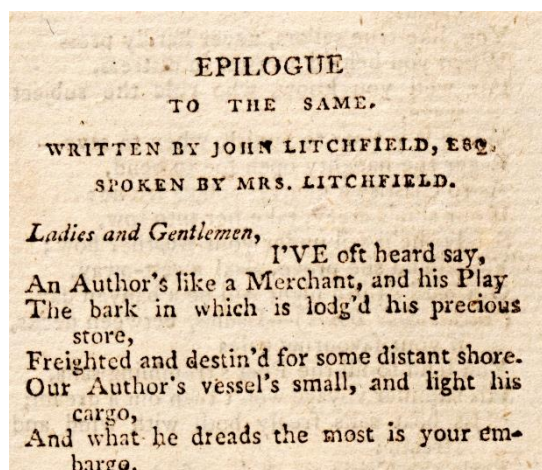 EPILOGUE
TO THE SAME.
WRITTEN BY JOHN LITCHFIELD, ESQ.
SPOKEN BY MRS. LITCHFIELD.
Ladies and Gentlemen,
I'VE oft heard say,
An Author's like a Merchant, and his Play
The bark in which is lodg'd his precious
store,
Freighted and destin'd for some distant shore.
Our Author's vessel's small, and light his
cargo,
And what he dreads the most is your em-
bargo.